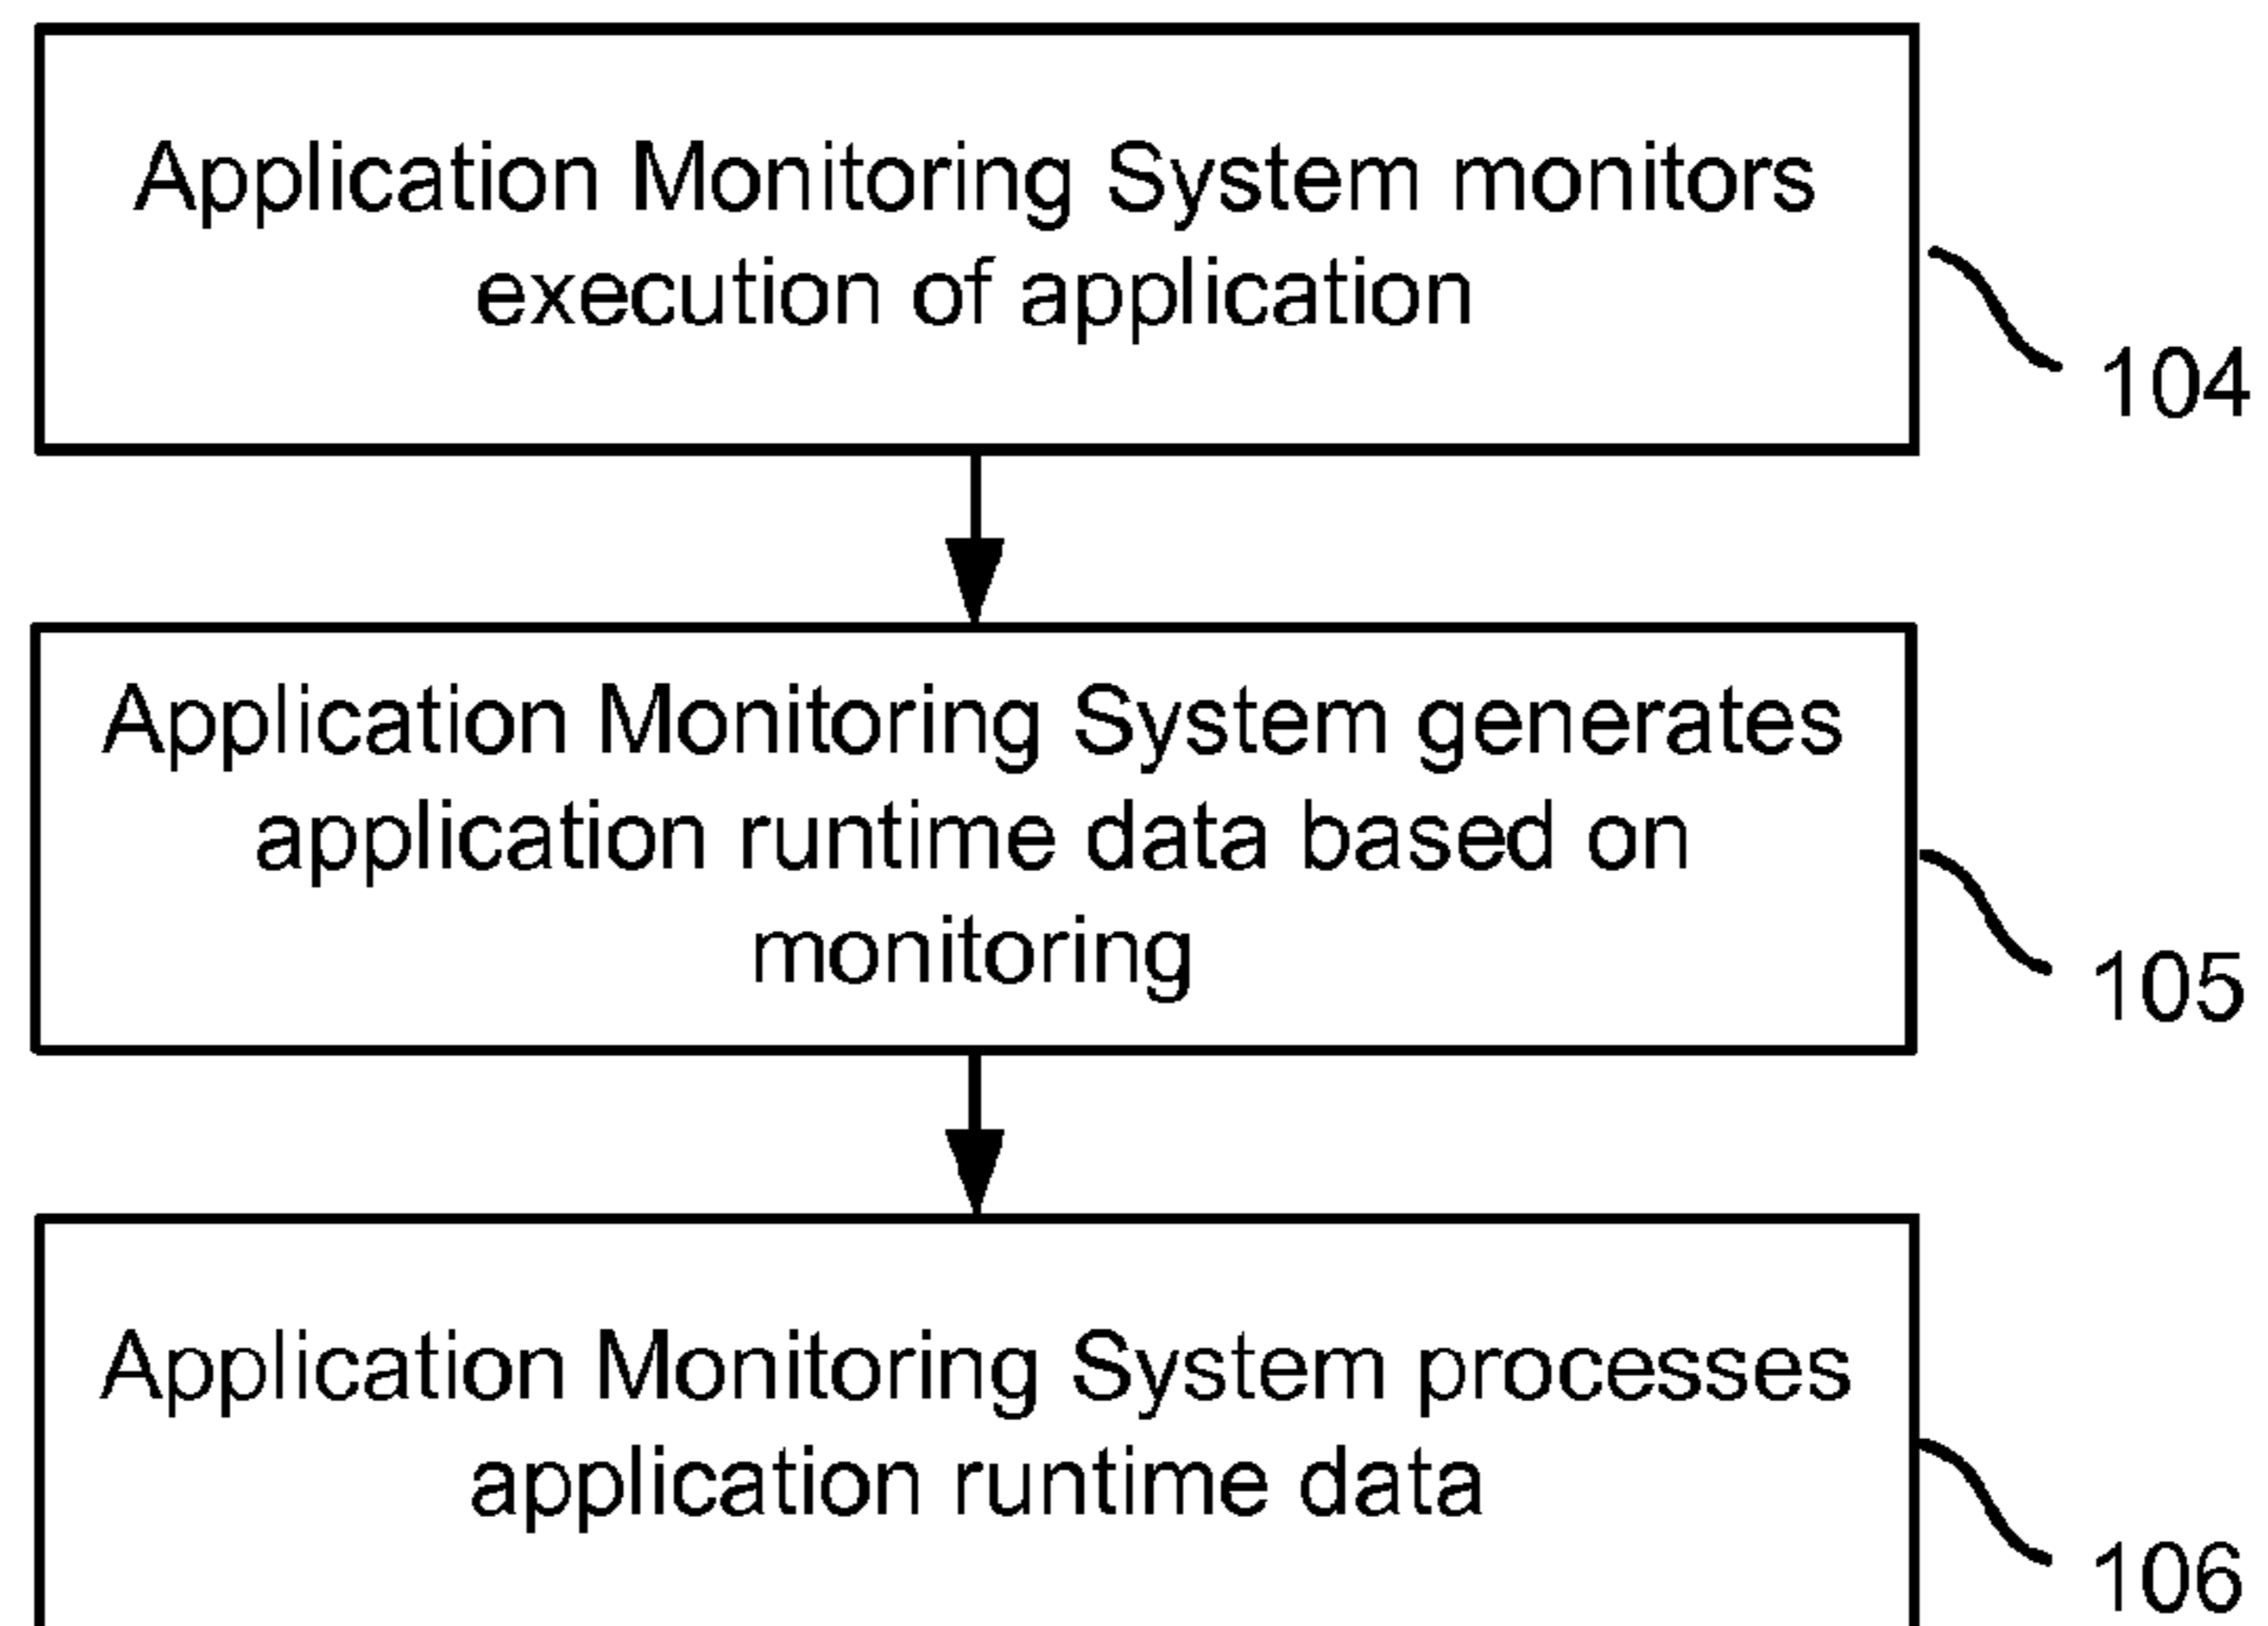 Application Monitoring System monitors
execution of application
104
Application Monitoring System generates
application runtime data based on
monitoring
105
Application Monitoring System processes
application runtime data
106